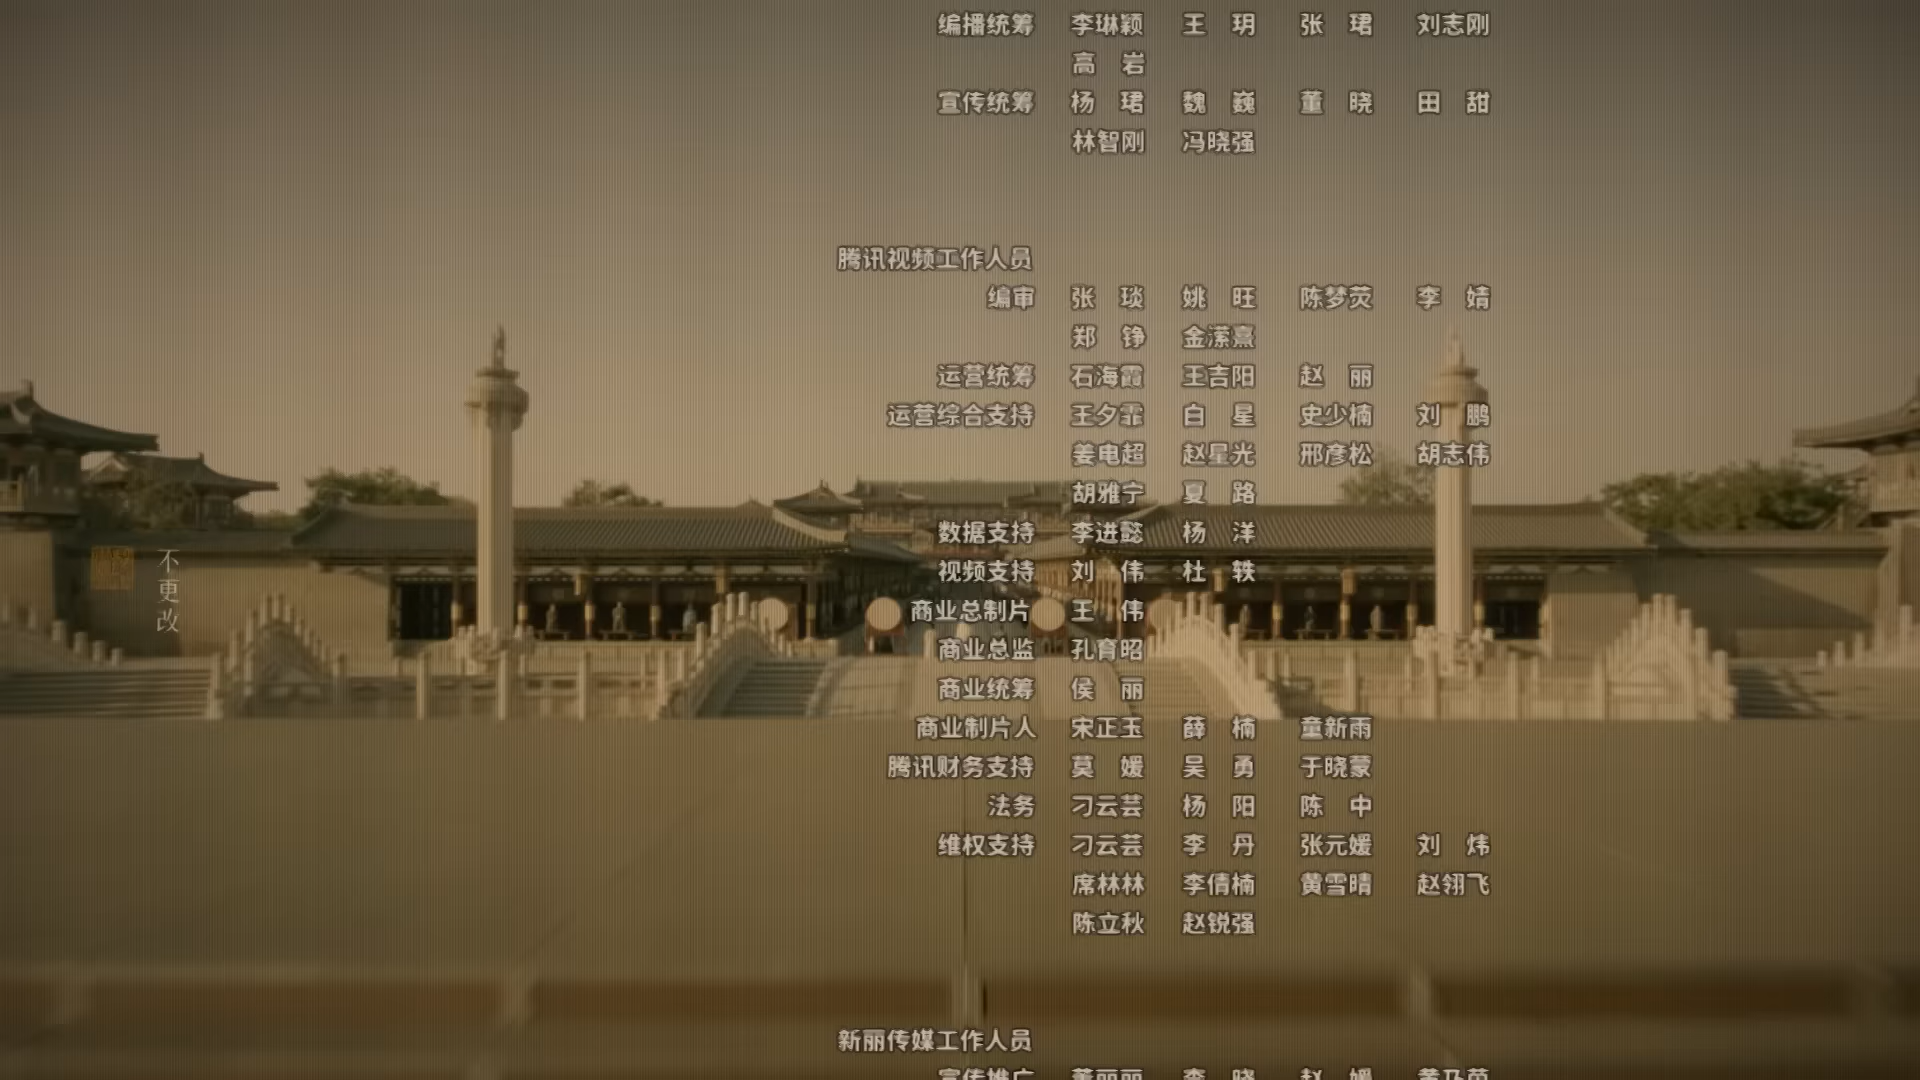 编播统筹 李琳颖 王玥 张珺 刘志刚
高岩
宣传统筹 杨珺 魏巍 董晓 田甜
林智刚 冯晓强
腾讯视频工作人员
编审 张琰 姚旺 陈梦荧 李婧
郑铮 金潆熹
运营统筹 石海霞 王吉阳 赵丽
运营综合支持 王夕霏 白星 史少楠 刘鹏
姜电超 赵星光 邢彦松 胡志伟
胡雅宁 夏路
数据支持 李进懿 杨洋
视频支持 刘伟 杜轶
商业总制片 王伟
商业总监 孔育昭
商业统筹 侯丽
商业制片人 宋正玉 薛楠 童新雨
腾讯财务支持 莫媛 吴勇 于晓蒙
法务 刁云芸 杨阳 陈中
维权支持 刁云芸 李丹 张元媛 刘炜
席林林 李倩楠 黄雪晴 赵翎飞
陈立秋 赵锐强
不更改
新丽传媒工作人员
宣传推广 李晓 赵媛